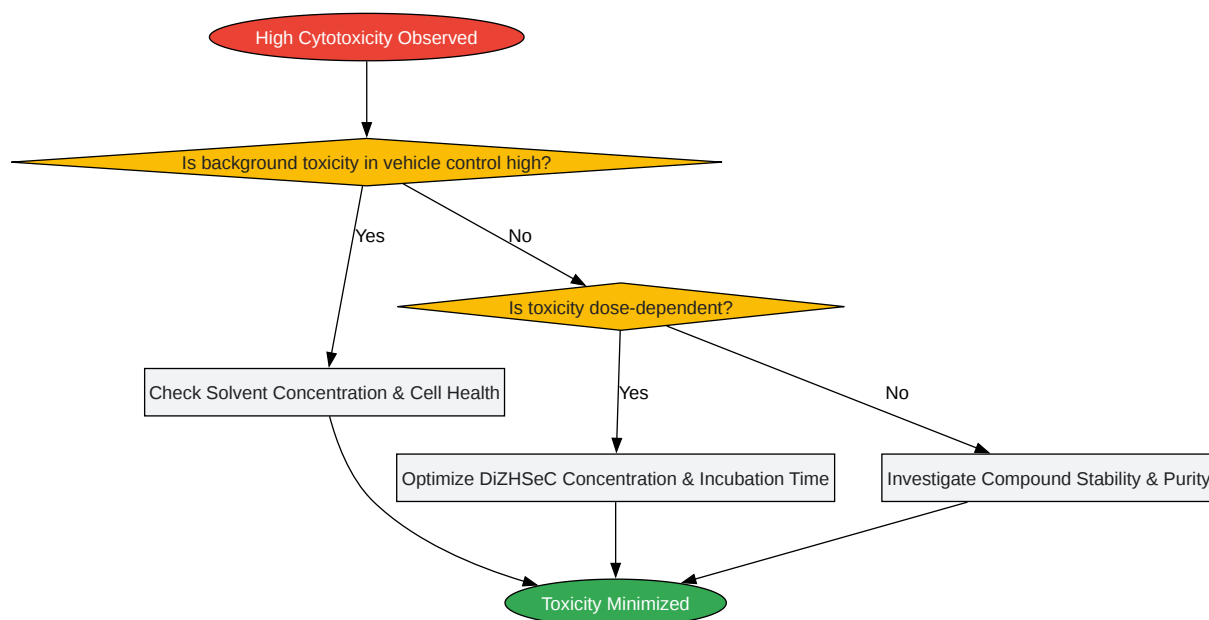 High Cytotoxicity Observed
Is background toxicity in vehicle control high?
Yes
No
Is toxicity dose-dependent?
Check Solvent Concentration & Cell Health
Yes
No
Optimize DiZHSeC Concentration & Incubation Time
Investigate Compound Stability & Purity
Toxicity Minimized